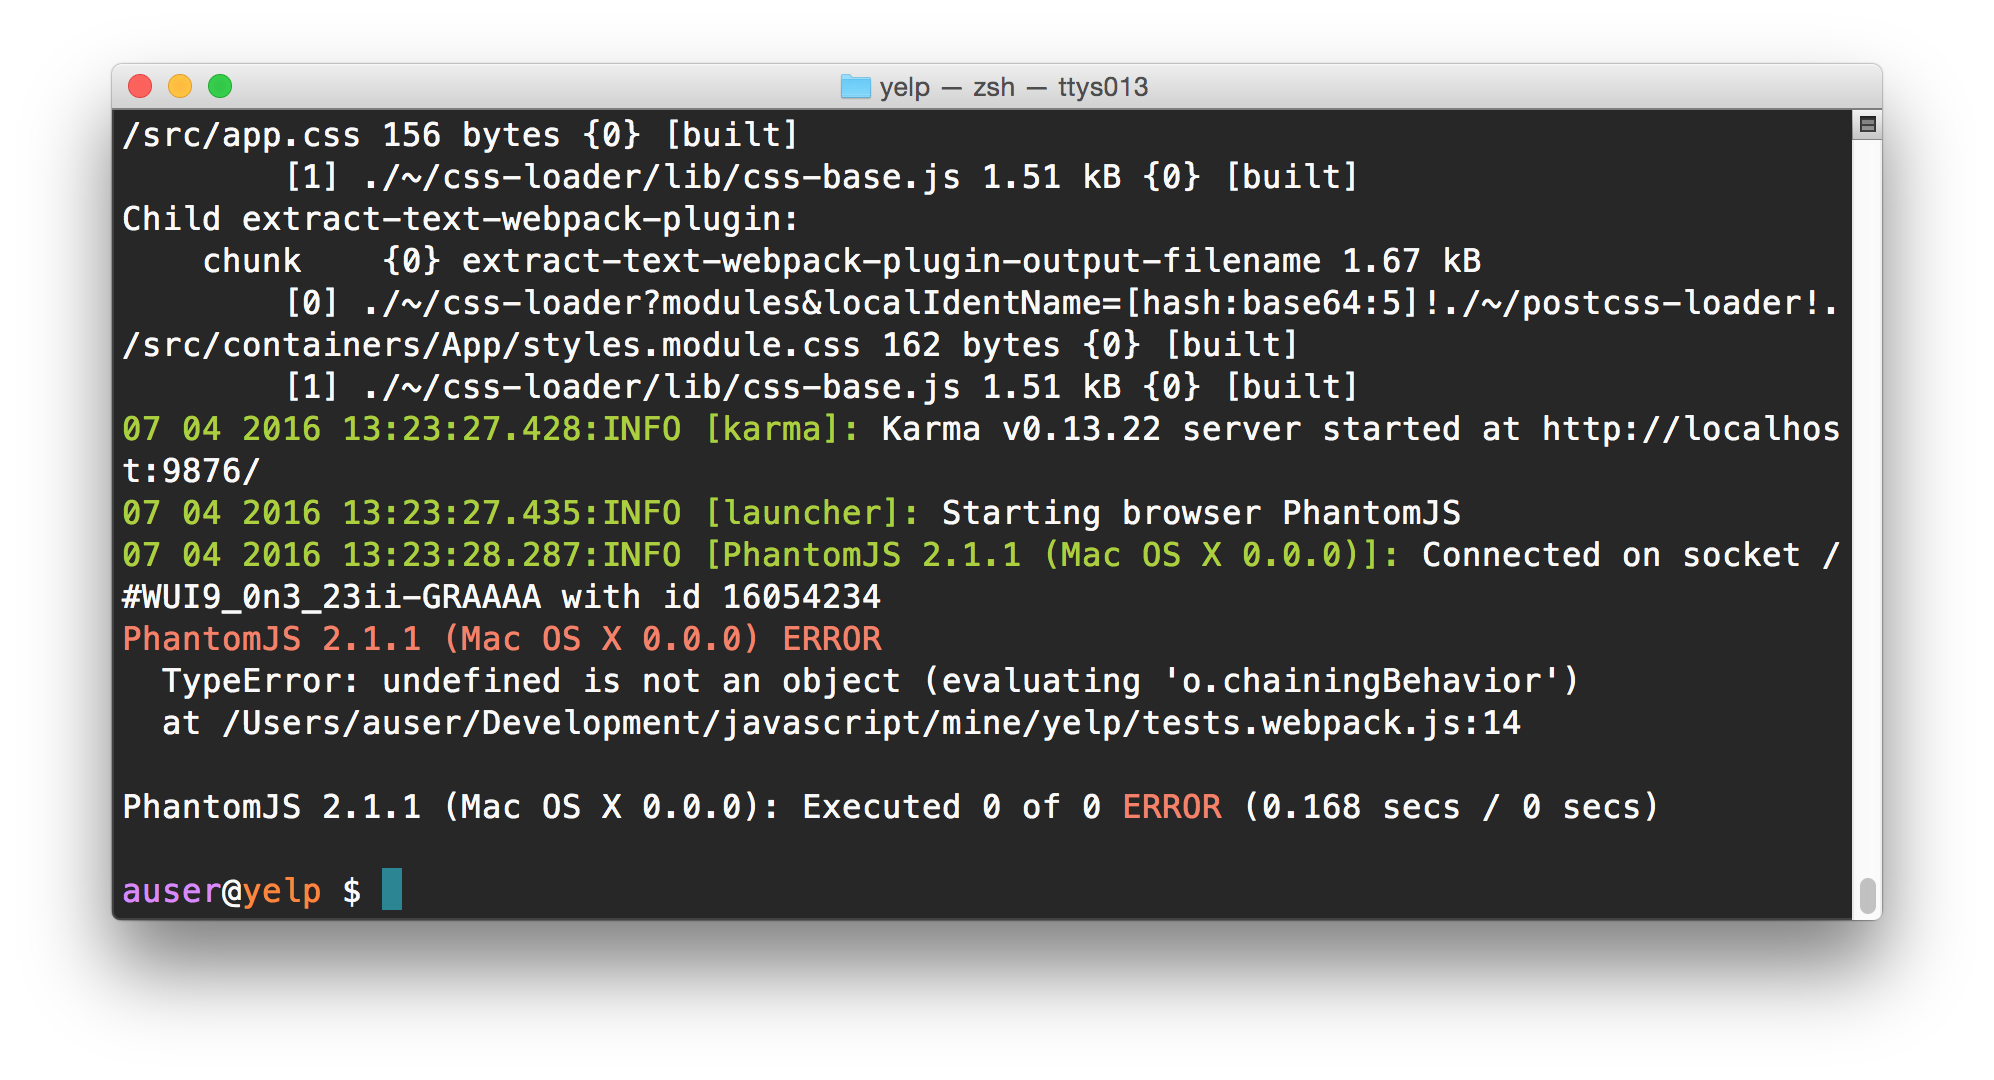 yelp — zsh — ttys013
/src/app.css 156 bytes {0} [built]
[1] ./~/css-loader/lib/css-base.js 1.51 kB {0} [built]
Child extract-text-webpack-plugin:
chunk    {0} extract-text-webpack-plugin-output-filename 1.67 kB
[0] ./~/css-loader?modules&localIdentName=[hash:base64:5]!./~/postcss-loader!.
/src/containers/App/styles.module.css 162 bytes {0} [built]
[1] ./~/css-loader/lib/css-base.js 1.51 kB {0} [built]
07 04 2016 13:23:27.428:INFO [karma]: Karma v0.13.22 server started at http://localhos
t:9876/
07 04 2016 13:23:27.435:INFO [launcher]: Starting browser PhantomJS
07 04 2016 13:23:28.287:INFO [PhantomJS 2.1.1 (Mac OS X 0.0.0)]: Connected on socket /
#WUI9_0n3_23ii-GRAAAA with id 16054234
PhantomJS 2.1.1 (Mac OS X 0.0.0) ERROR
TypeError: undefined is not an object (evaluating 'o.chainingBehavior')
at /Users/auser/Development/javascript/mine/yelp/tests.webpack.js:14
PhantomJS 2.1.1 (Mac OS X 0.0.0): Executed 0 of 0 ERROR (0.168 secs / 0 secs)
auser@yelp $